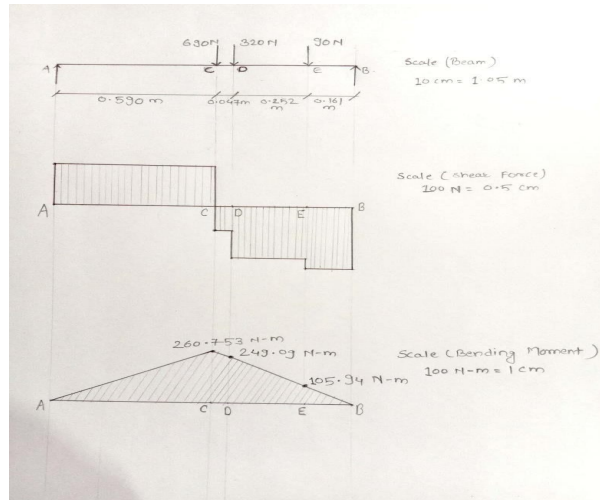 690N 320N 90N
A C D E B
0.590 m 0.047m 0.252 m 0.161 m
Scale (Beam)
10 cm = 1.05 m
Scale (Shear Force)
100 N = 0.5 cm
A C D E B
260.753 N-m
249.09 N-m
105.94 N-m
Scale (Bending Moment)
100 N-m = 1 cm
A C D E B